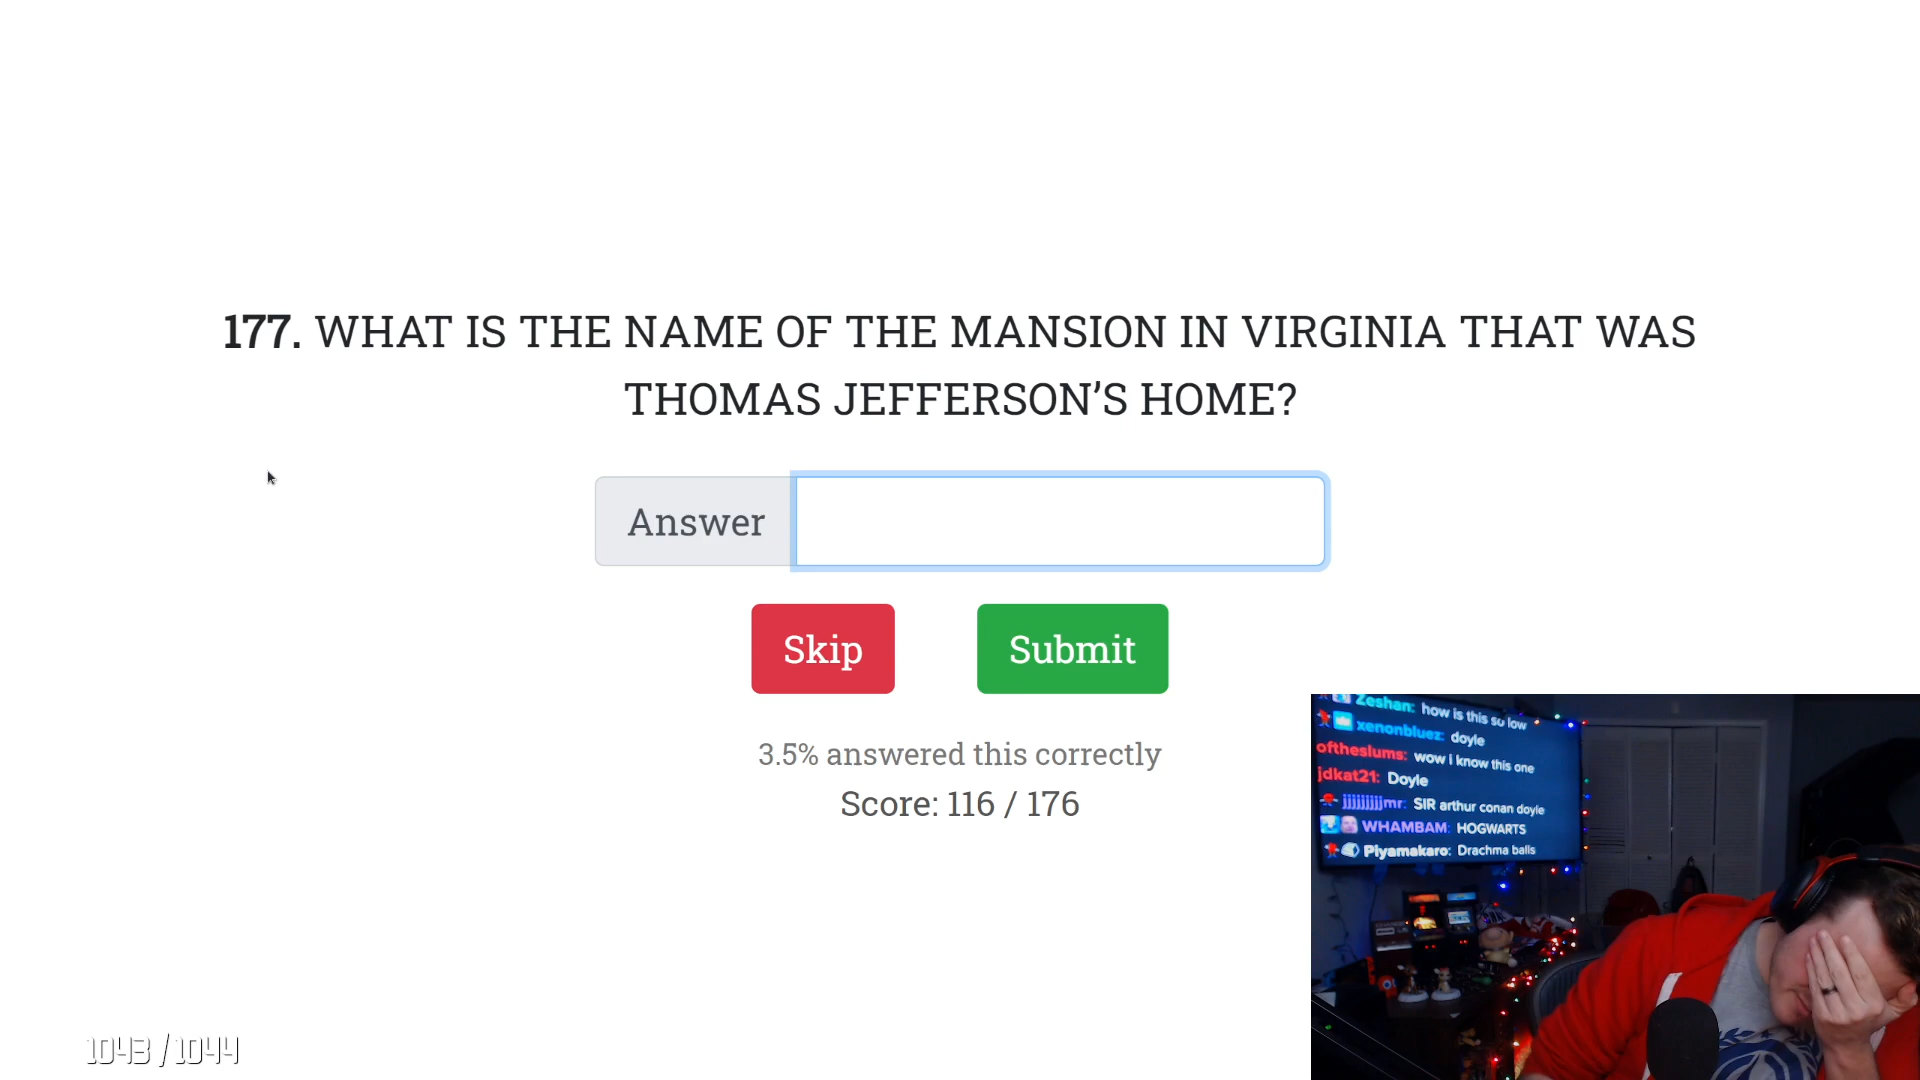 177. WHAT IS THE NAME OF THE MANSION IN VIRGINIA THAT WAS
THOMAS JEFFERSON’S HOME?
Answer
Skip
Submit
3.5% answered this correctly
Score: 116 / 176
Zeshan: how is this so low
xenonbluez: doyle
oftheslums: wow i know this one
jdkat21: Doyle
jjjjjjjjjmr: SIR arthur conan doyle
WHAMBAM: HOGWARTS
Piyamakaro: Drachma balls
1043 / 1044